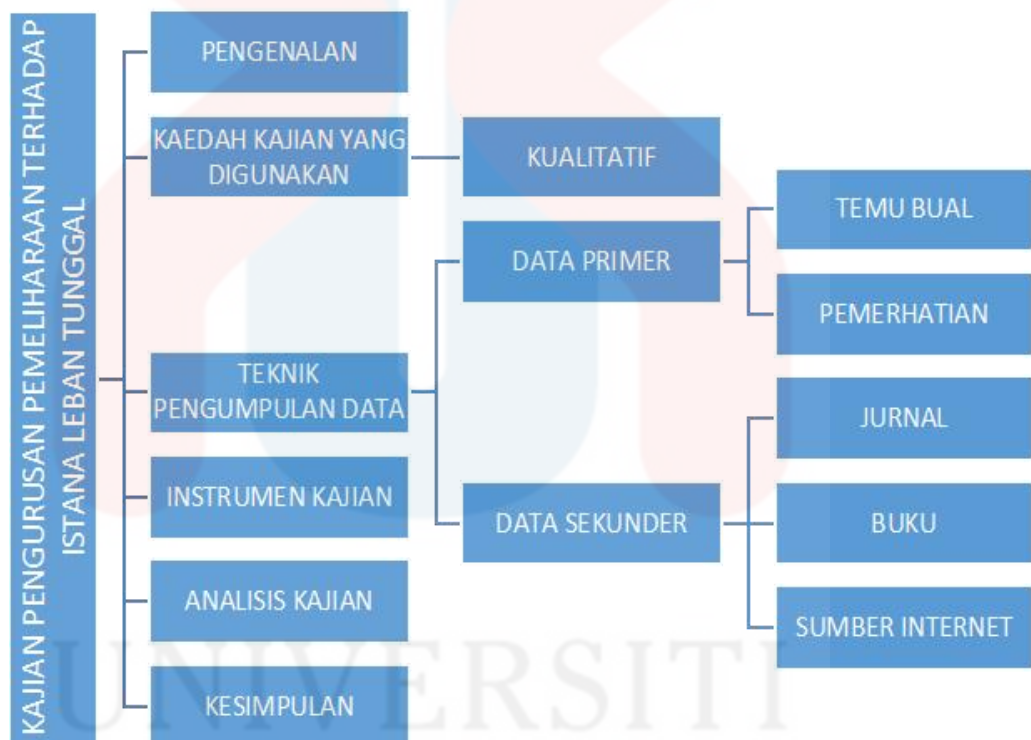 KAJIAN PENGURUSAN PEMELIHARAAN TERHADAP
ISTANA LEBAN TUNGGAL
PENGENALAN
KAEDAH KAJIAN YANG
DIGUNAKAN
KUALITATIF
TEKNIK
PENGUMPULAN DATA
DATA PRIMER
TEMU BUAL
PEMERHATIAN
DATA SEKUNDER
JURNAL
BUKU
SUMBER INTERNET
INSTRUMEN KAJIAN
ANALISIS KAJIAN
KESIMPULAN
UNIVERSITI